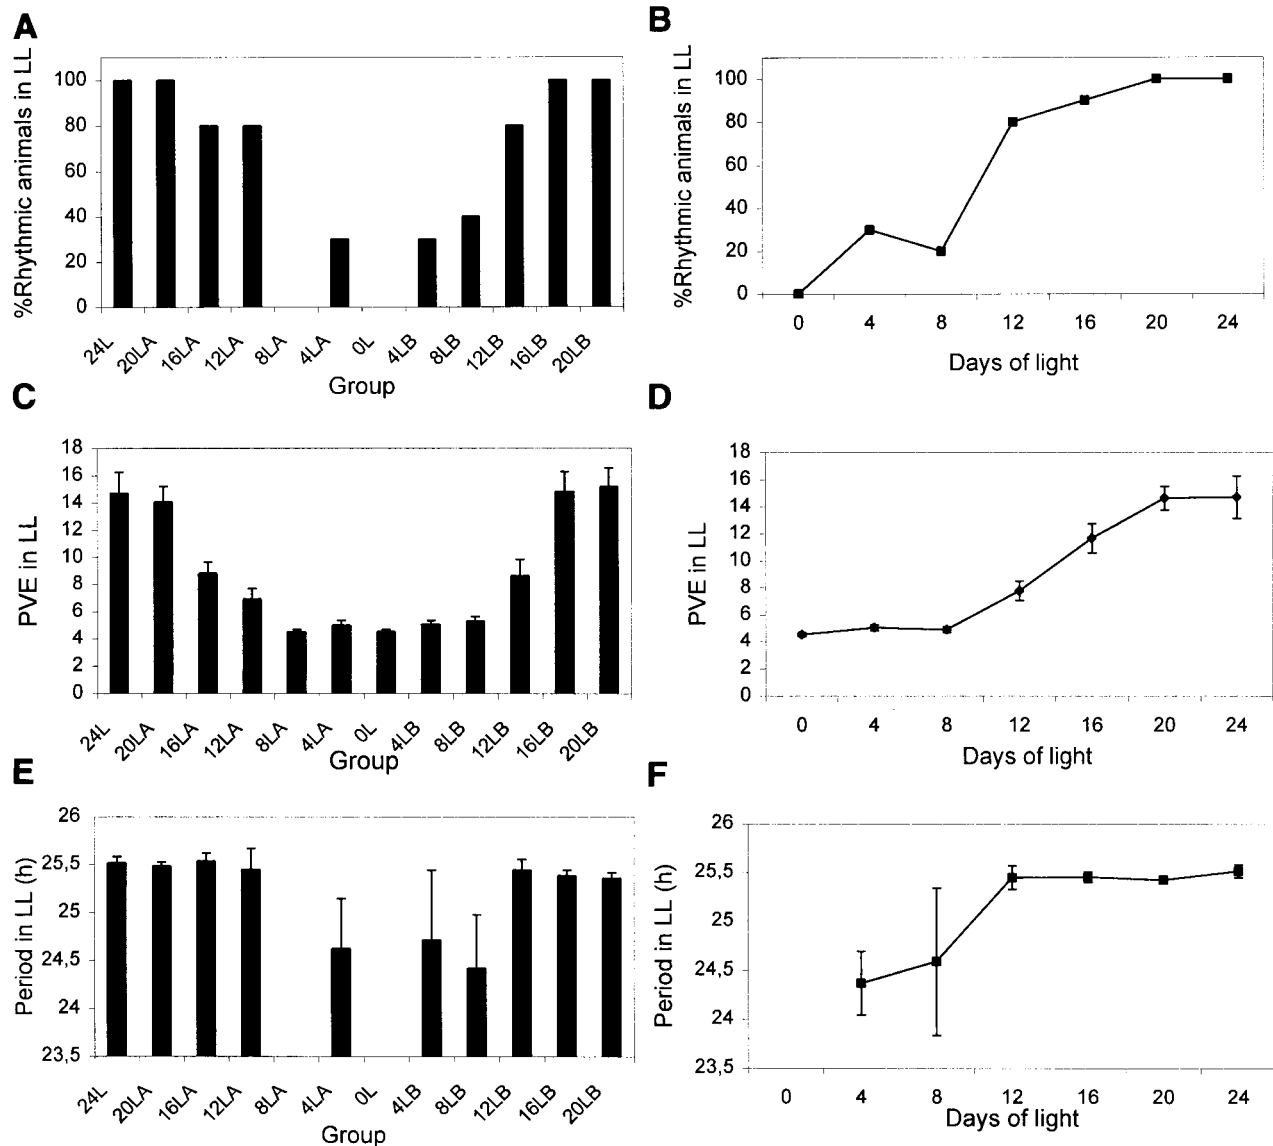 A
%Rhythmic animals in LL
100
80
60
40
20
0
24L 20LA 16LA 12LA 8LA 4LA 0L 4LB 8LB 12LB 16LB 20LB
Group
B
%Rhythmic animals in LL
100
80
60
40
20
0
0 4 8 12 16 20 24
Days of light
C
PVE in LL
18
16
14
12
10
8
6
4
2
0
24L 20LA 16LA 12LA 8LA 4LA 0L 4LB 8LB 12LB 16LB 20LB
Group
D
PVE in LL
18
16
14
12
10
8
6
4
2
0
0 4 8 12 16 20 24
Days of light
E
Period in LL (h)
26
25,5
25
24,5
24
23,5
24L 20LA 16LA 12LA 8LA 4LA 0L 4LB 8LB 12LB 16LB 20LB
Group
F
Period in LL (h)
26
25,5
25
24,5
24
23,5
0 4 8 12 16 20 24
Days of light